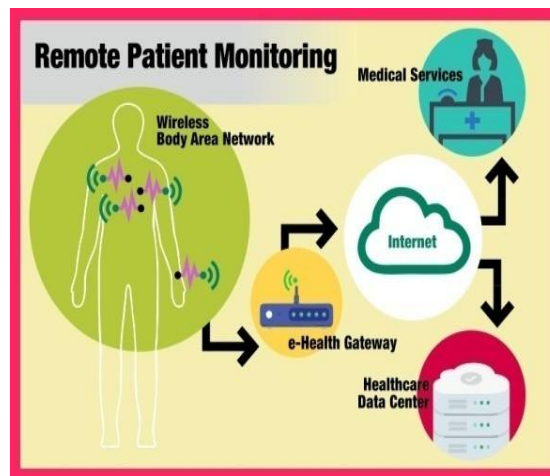 Remote Patient Monitoring
Medical Services
Wireless
Body Area Network
Internet
e-Health Gateway
Healthcare
Data Center